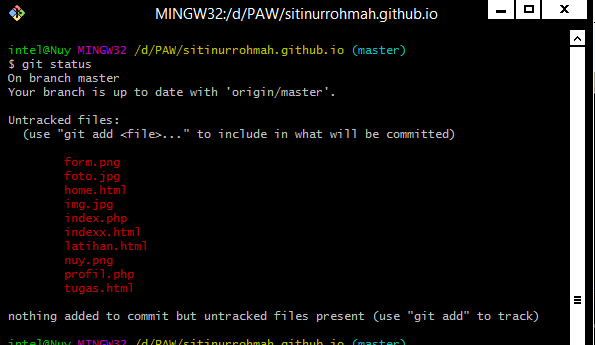 MINGW32:/d/PAW/sitinurrohmah.github.io
intel@Nuy MINGW32 /d/PAW/sitinurrohmah.github.io (master)
$ git status
On branch master
Your branch is up to date with 'origin/master'.
Untracked files:
(use "git add <file>..." to include in what will be committed)
form.png
foto.jpg
home.html
img.jpg
index.php
indexx.html
latihan.html
nuy.png
profil.php
tugas.html
nothing added to commit but untracked files present (use "git add" to track)
intel@Nuy MINGW32 /d/PAW/sitinurrohmah.github.io (master)